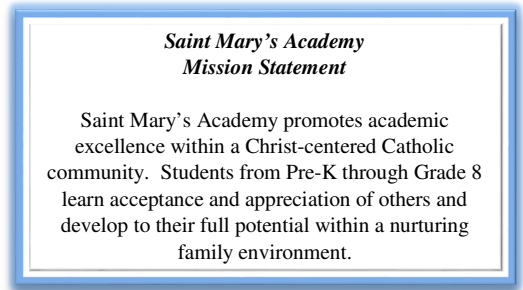 Saint Mary’s Academy
Mission Statement
Saint Mary’s Academy promotes academic
excellence within a Christ-centered Catholic
community.  Students from Pre-K through Grade 8
learn acceptance and appreciation of others and
develop to their full potential within a nurturing
family environment.